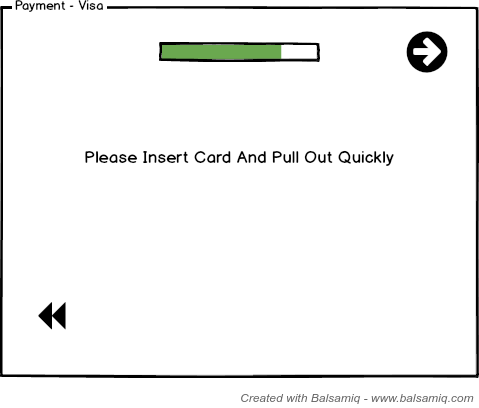 Payment - Visa
Please Insert Card And Pull Out Quickly
Created with Balsamiq - www.balsamiq.com